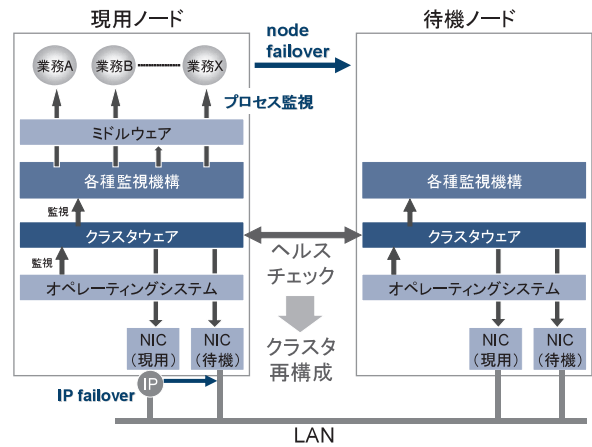 現用ノード
node
failover
待機ノード
業務A
業務B
業務X
プロセス監視
ミドルウェア
各種監視機構
各種監視機構
監視
クラスタウェア
クラスタウェア
監視
ヘルス
チェック
オペレーティングシステム
オペレーティングシステム
クラスタ
再構成
NIC
(現用)
NIC
(待機)
NIC
(現用)
NIC
(待機)
IP
IP failover
LAN